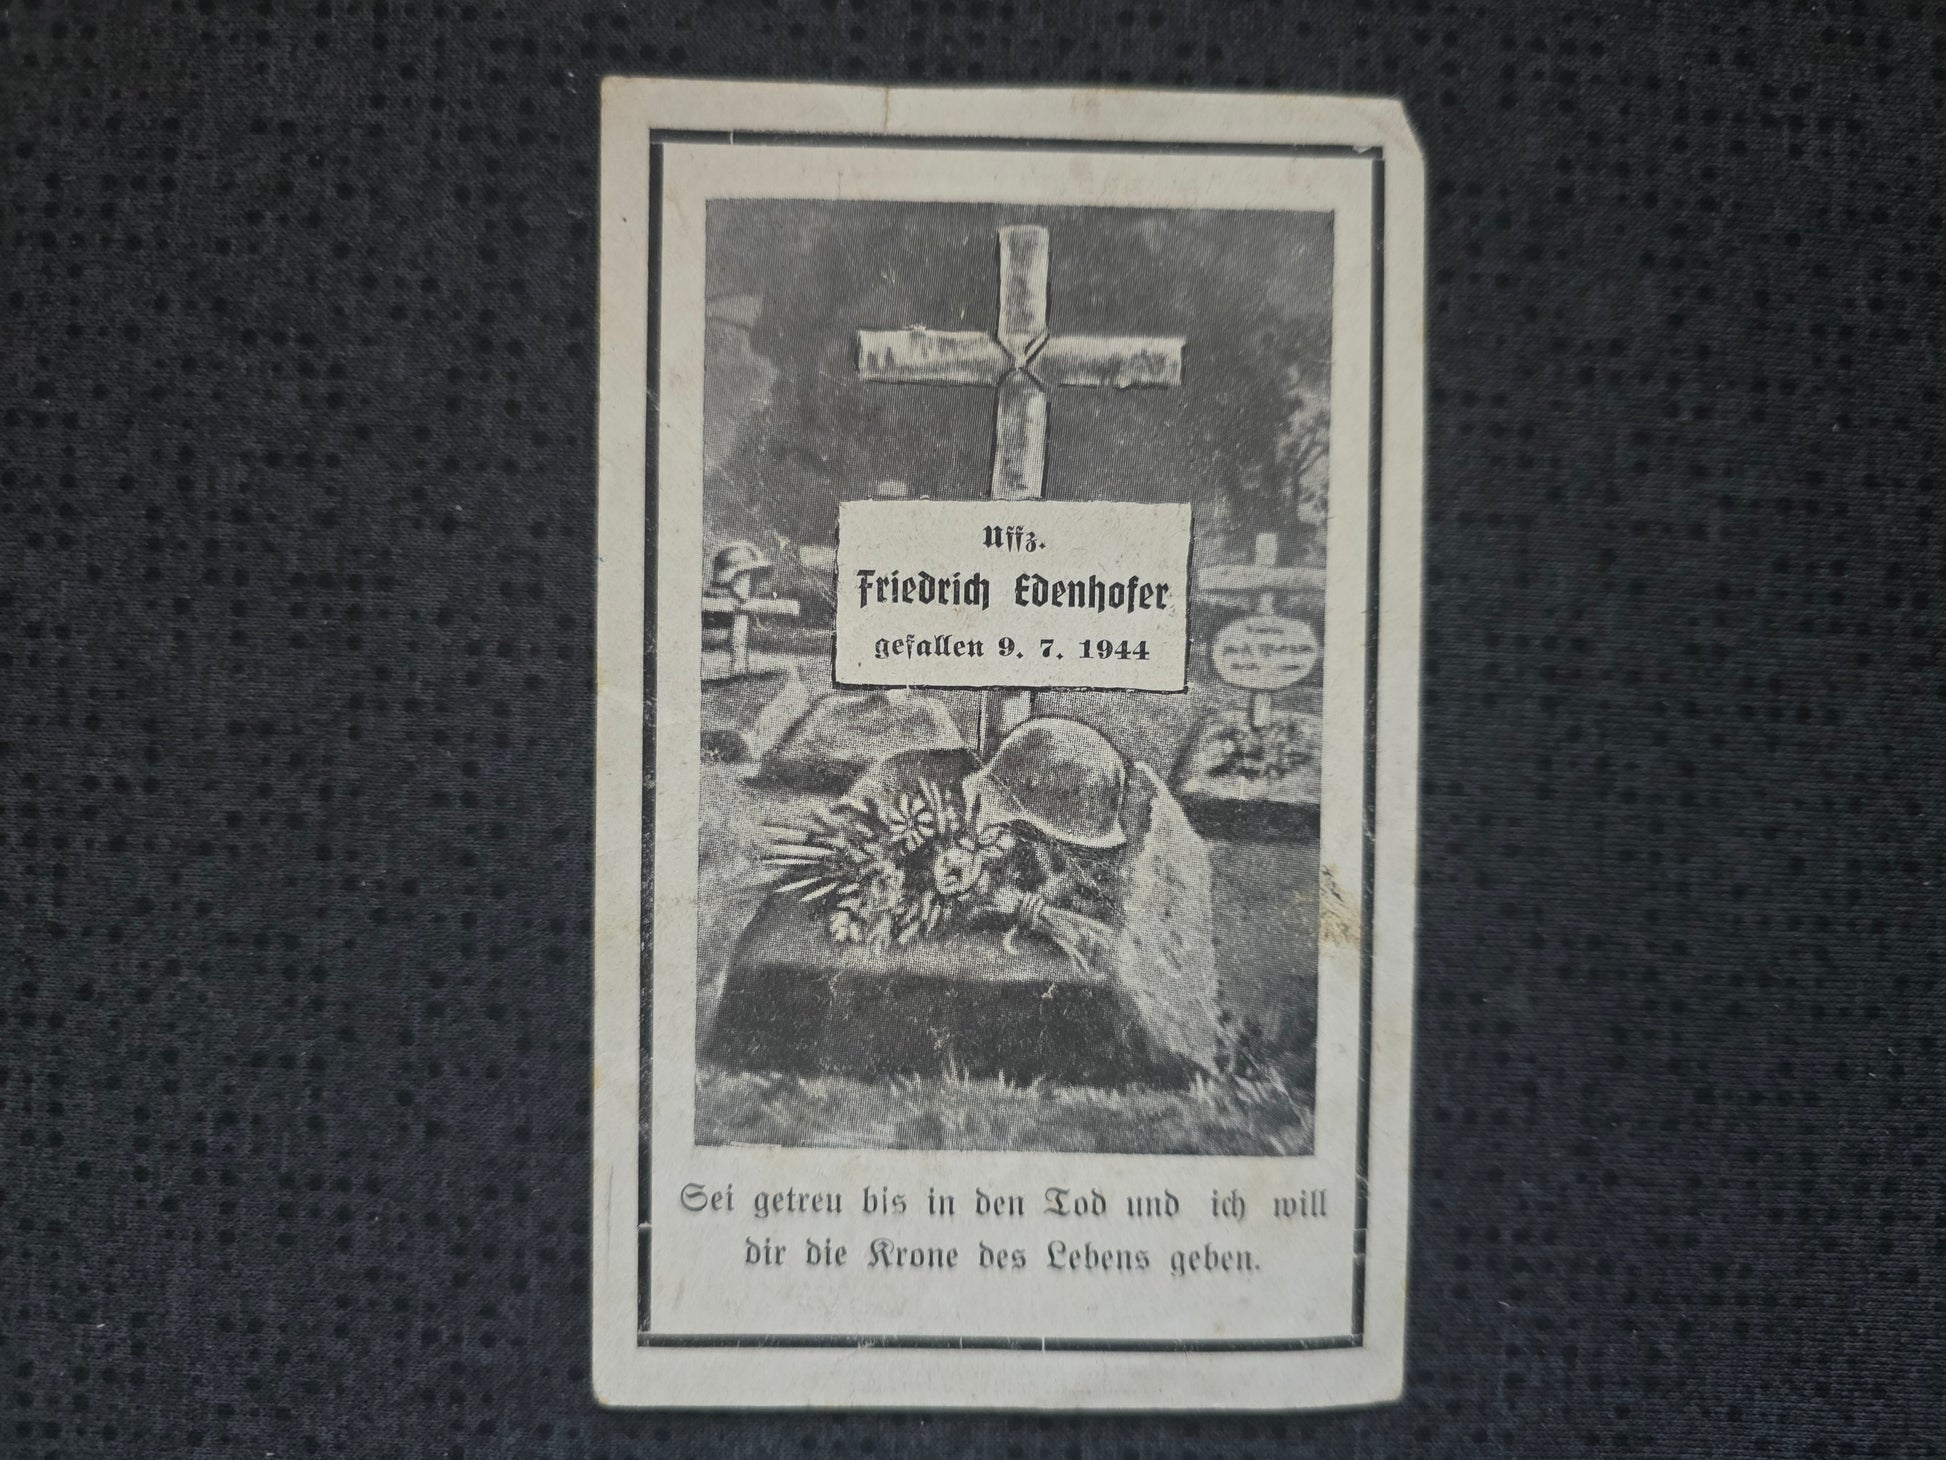 Uffz.
Friedrich Edenhofer
gefallen 9. 7. 1944
Sei getreu bis in den Tod und ich will
dir die Krone des Lebens geben.